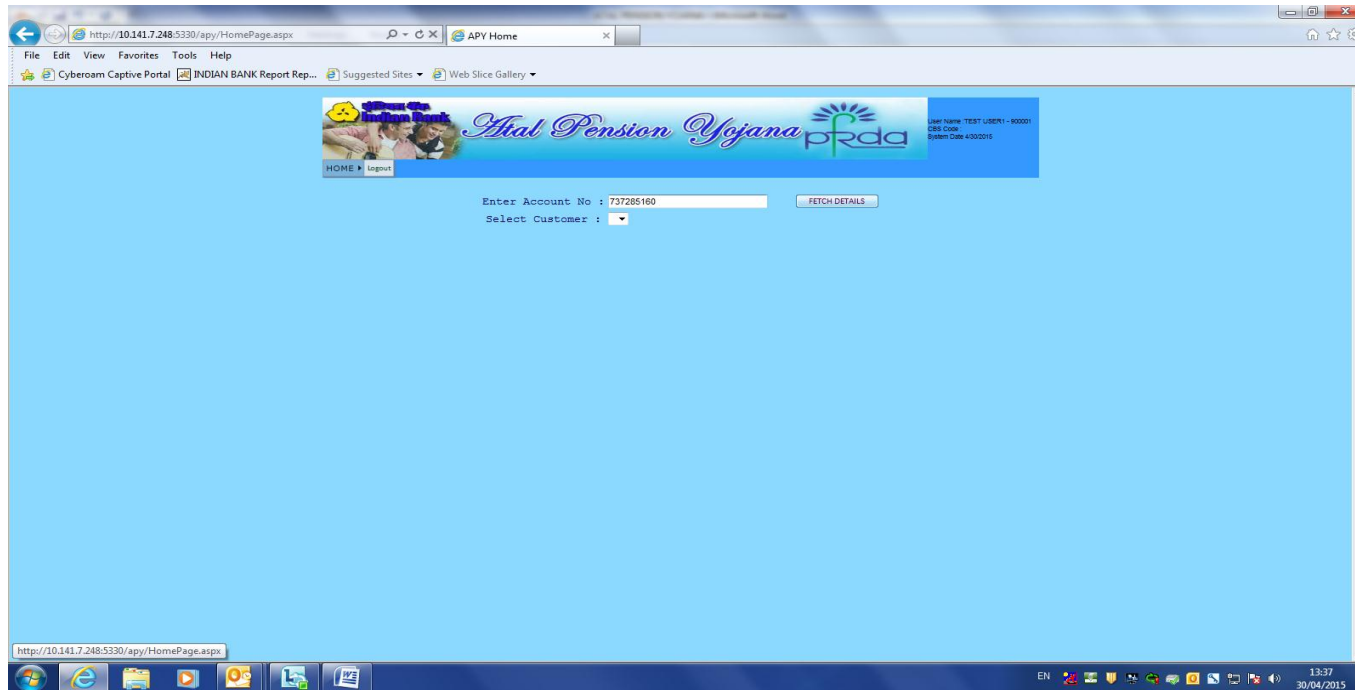 http://10.141.7.248:5330/apy/HomePage.aspx
APY Home
File Edit View Favorites Tools Help
Cyberoam Captive Portal INDIAN BANK Report Rep... Suggested Sites Web Slice Gallery
Indian Bank
Atal Pension Yojana
prda
User Name :TEST USER1 - 900001
CBS Code :
System Date 4/30/2015
HOME Logout
Enter Account No : 737285160 FETCH DETAILS
Select Customer :
http://10.141.7.248:5330/apy/HomePage.aspx
EN 13:37
30/04/2015